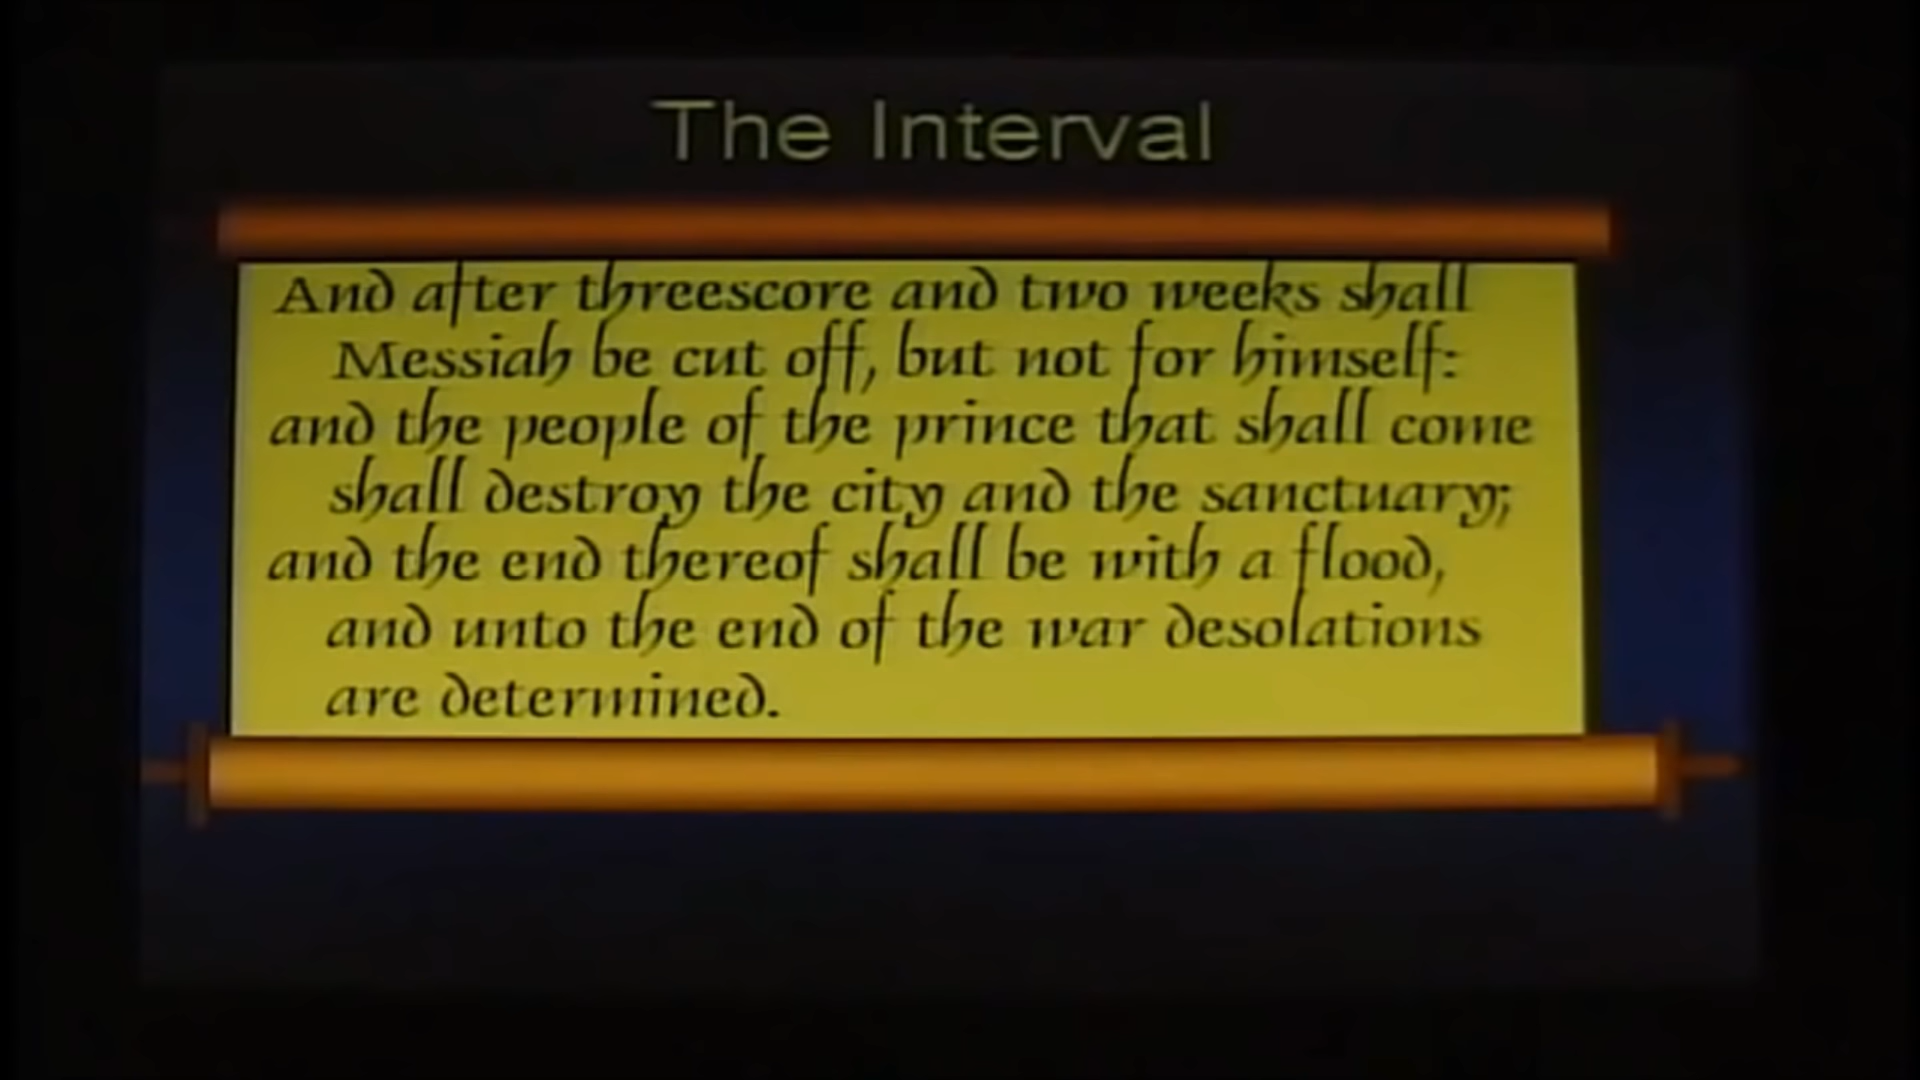 The Interval
And after threescore and two weeks shall
Messiah be cut off, but not for himself:
and the people of the prince that shall come
shall destroy the city and the sanctuary;
and the end thereof shall be with a flood,
and unto the end of the war desolations
are determined.